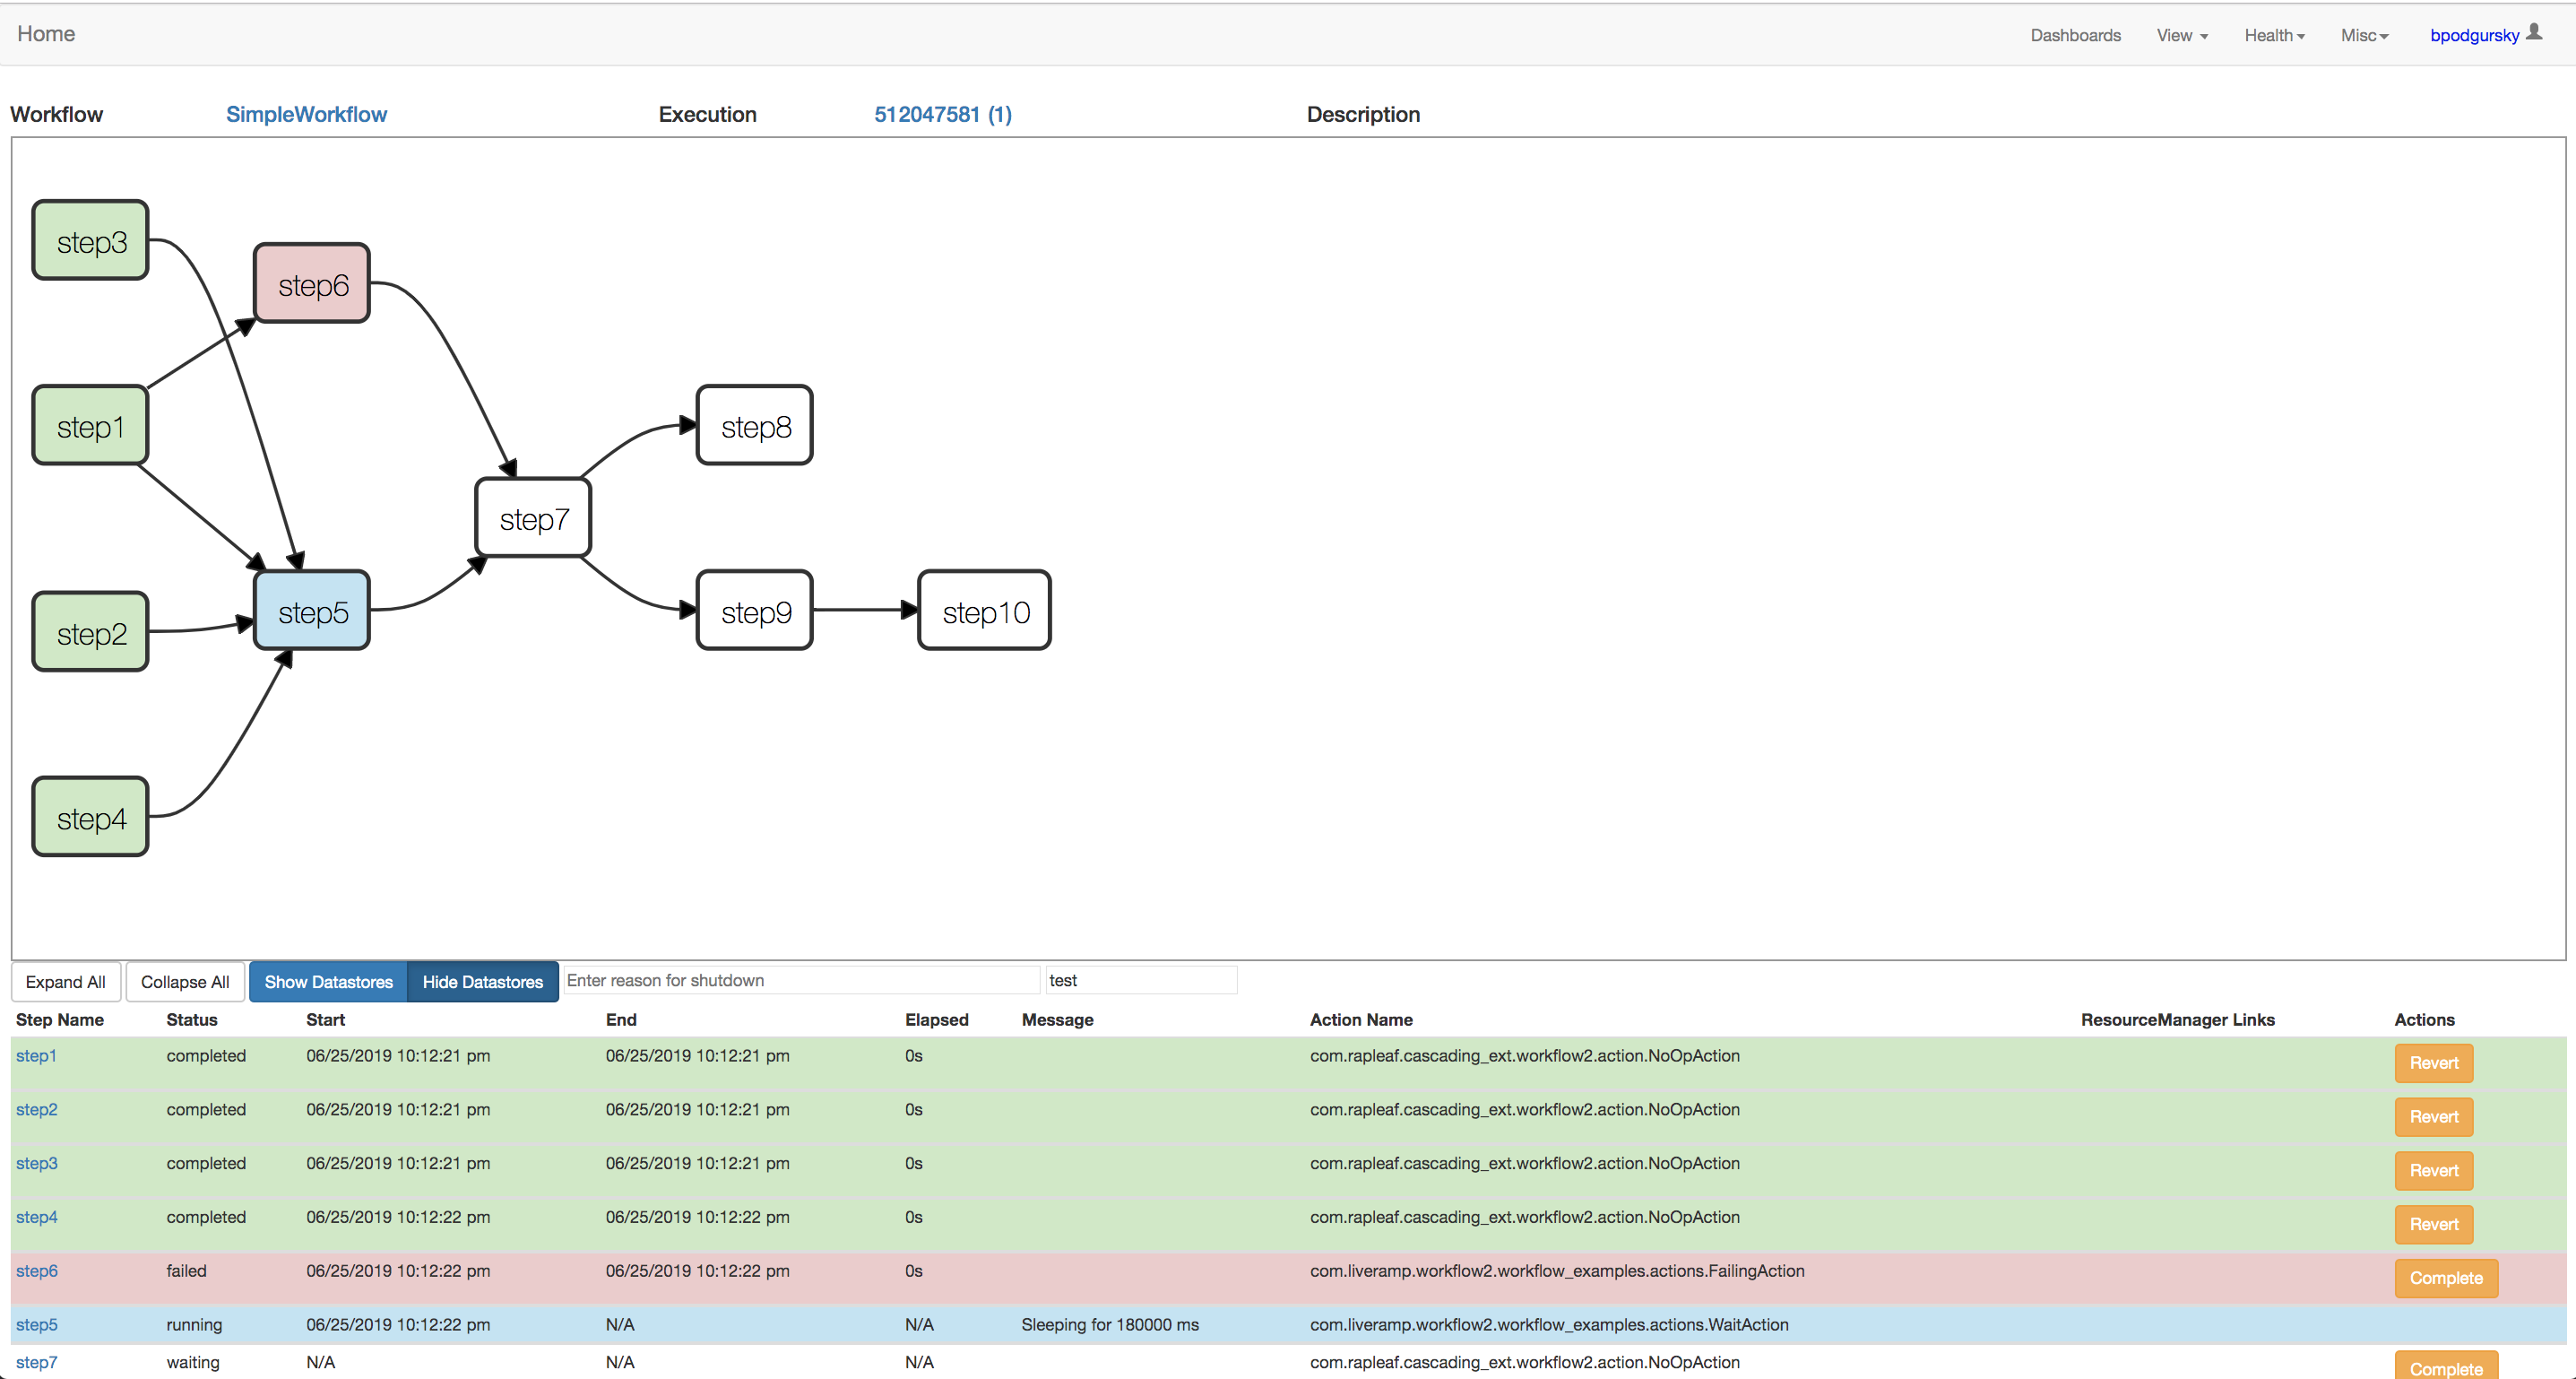 Home Dashboards View Health Misc bpodgursky
Workflow SimpleWorkflow Execution 512047581 (1) Description
step3
step6
step1
step8
step7
step2
step5
step9
step10
step4
Expand All Collapse All Show Datastores Hide Datastores Enter reason for shutdown test
Step Name Status Start End Elapsed Message Action Name ResourceManager Links Actions
step1 completed 06/25/2019 10:12:21 pm 06/25/2019 10:12:21 pm 0s com.rapleaf.cascading_ext.workflow2.action.NoOpAction Revert
step2 completed 06/25/2019 10:12:21 pm 06/25/2019 10:12:21 pm 0s com.rapleaf.cascading_ext.workflow2.action.NoOpAction Revert
step3 completed 06/25/2019 10:12:21 pm 06/25/2019 10:12:21 pm 0s com.rapleaf.cascading_ext.workflow2.action.NoOpAction Revert
step4 completed 06/25/2019 10:12:22 pm 06/25/2019 10:12:22 pm 0s com.rapleaf.cascading_ext.workflow2.action.NoOpAction Revert
step6 failed 06/25/2019 10:12:22 pm 06/25/2019 10:12:22 pm 0s com.liveramp.workflow2.workflow_examples.actions.FailingAction Complete
step5 running 06/25/2019 10:12:22 pm N/A N/A Sleeping for 180000 ms com.liveramp.workflow2.workflow_examples.actions.WaitAction
step7 waiting N/A N/A N/A com.rapleaf.cascading_ext.workflow2.action.NoOpAction Complete